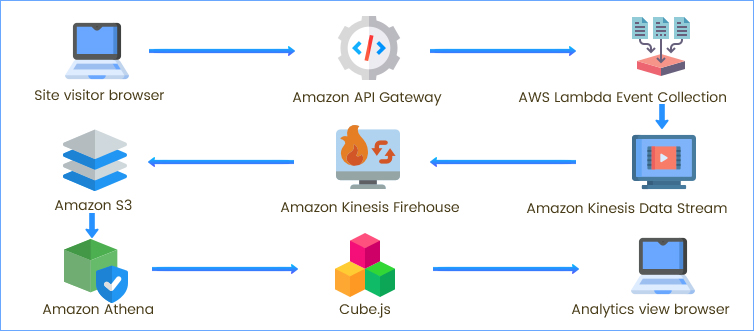 Site visitor browser
Amazon API Gateway
AWS Lambda Event Collection
Amazon S3
Amazon Kinesis Firehouse
Amazon Kinesis Data Stream
Amazon Athena
Cube.js
Analytics view browser